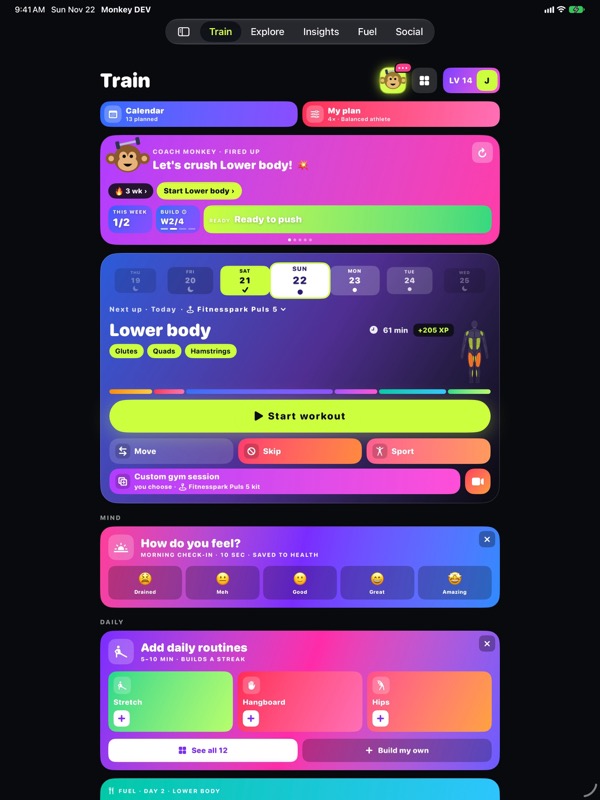 9:41 AM Sun Nov 22 Monkey DEV
Train Explore Insights Fuel Social
Train
LV 14 J
Calendar
13 planned
My plan
4× · Balanced athlete
COACH MONKEY · FIRED UP
Let's crush Lower body! 💥
🔥 3 wk ›
Start Lower body ›
THIS WEEK
1/2
BUILD
W2/4
READY Ready to push
THU
19
FRI
20
SAT
21
SUN
22
MON
23
TUE
24
WED
25
Next up · Today · Fitnesspark Puls 5
Lower body
61 min
+205 XP
Glutes
Quads
Hamstrings
Start workout
Move
Skip
Sport
Custom gym session
you choose · Fitnesspark Puls 5 kit
MIND
How do you feel?
MORNING CHECK-IN · 10 SEC · SAVED TO HEALTH
Drained
Meh
Good
Great
Amazing
DAILY
Add daily routines
5–10 MIN · BUILDS A STREAK
Stretch
Hangboard
Hips
See all 12
Build my own
FUEL · DAY 2 · LOWER BODY